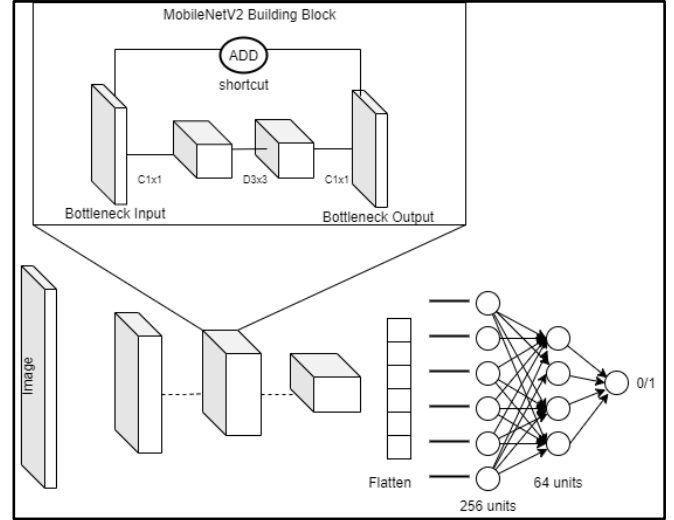 MobileNetV2 Building Block
ADD
shortcut
C1x1
D3x3
C1x1
Bottleneck Input
Bottleneck Output
Image
0/1
Flatten
64 units
256 units